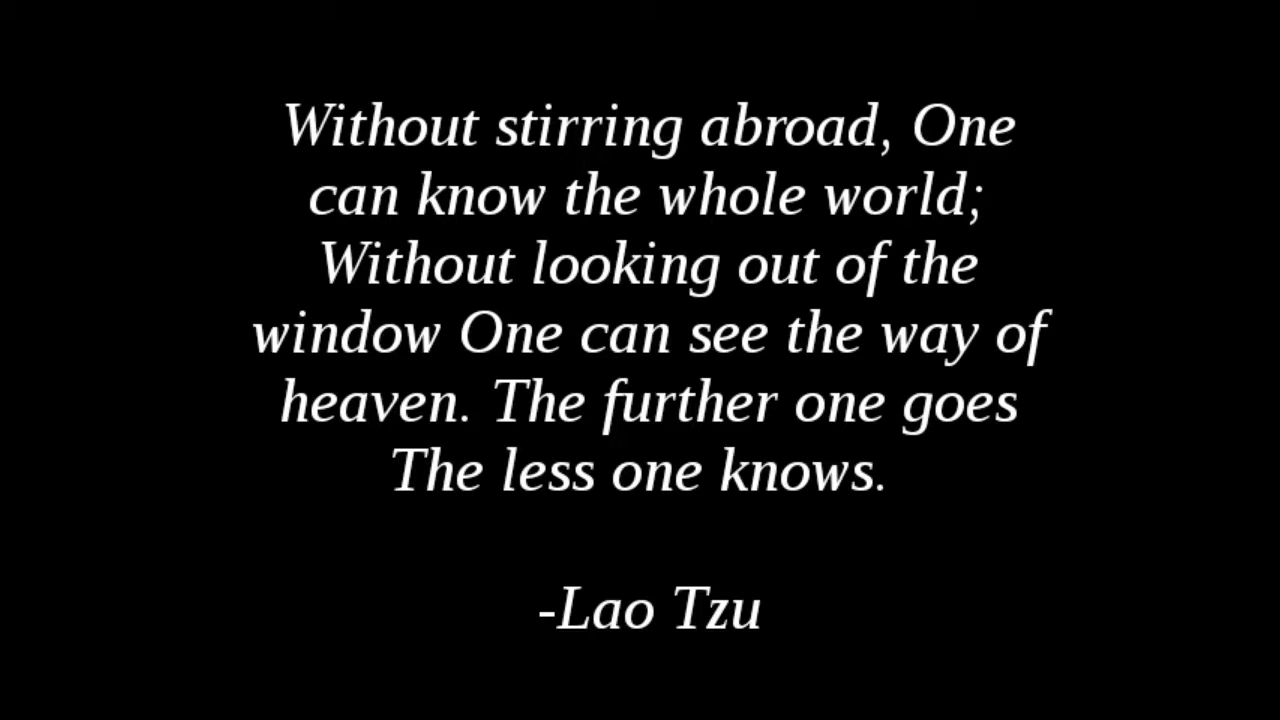 Without stirring abroad, One
can know the whole world;
Without looking out of the
window One can see the way of
heaven. The further one goes
The less one knows.
-Lao Tzu